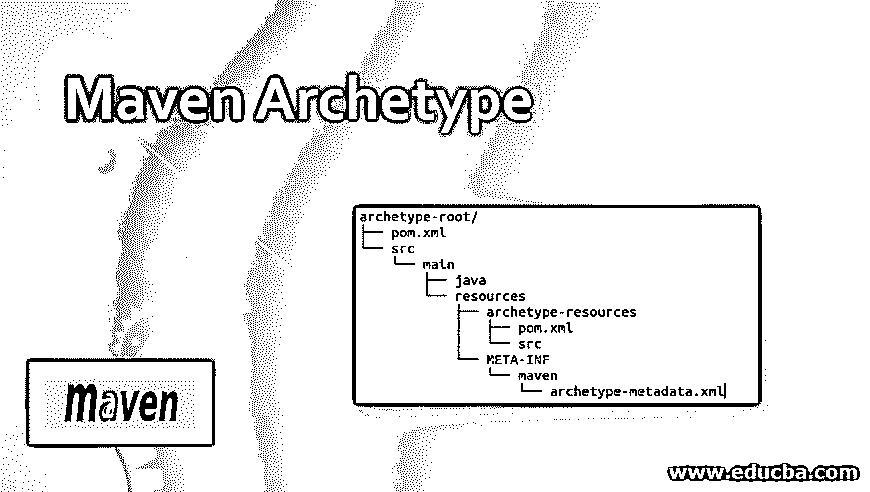 Maven Archetype
archetype-root/
├── pom.xml
└── src
    └── main
        ├── java
        └── resources
            ├── archetype-resources
            │   ├── pom.xml
            │   └── src
            └── META-INF
                └── maven
                    └── archetype-metadata.xml
maven
www.educba.com